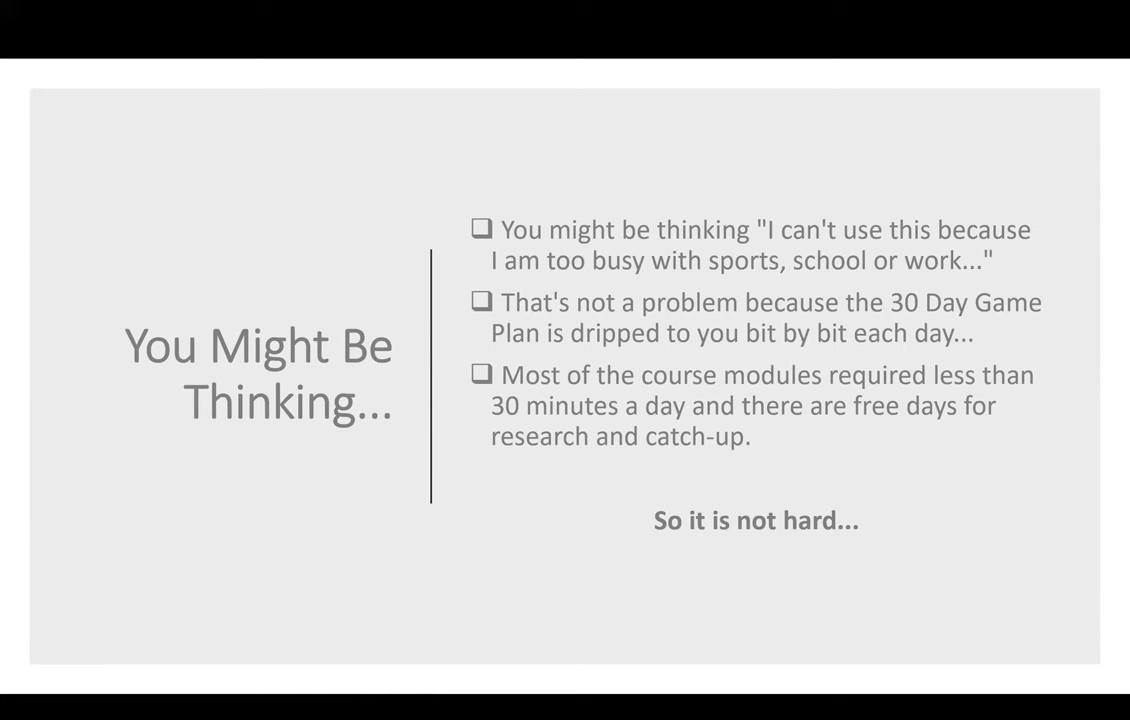 You Might Be
Thinking...
❑ You might be thinking "I can't use this because
I am too busy with sports, school or work..."
❑ That's not a problem because the 30 Day Game
Plan is dripped to you bit by bit each day...
❑ Most of the course modules required less than
30 minutes a day and there are free days for
research and catch-up.
So it is not hard...